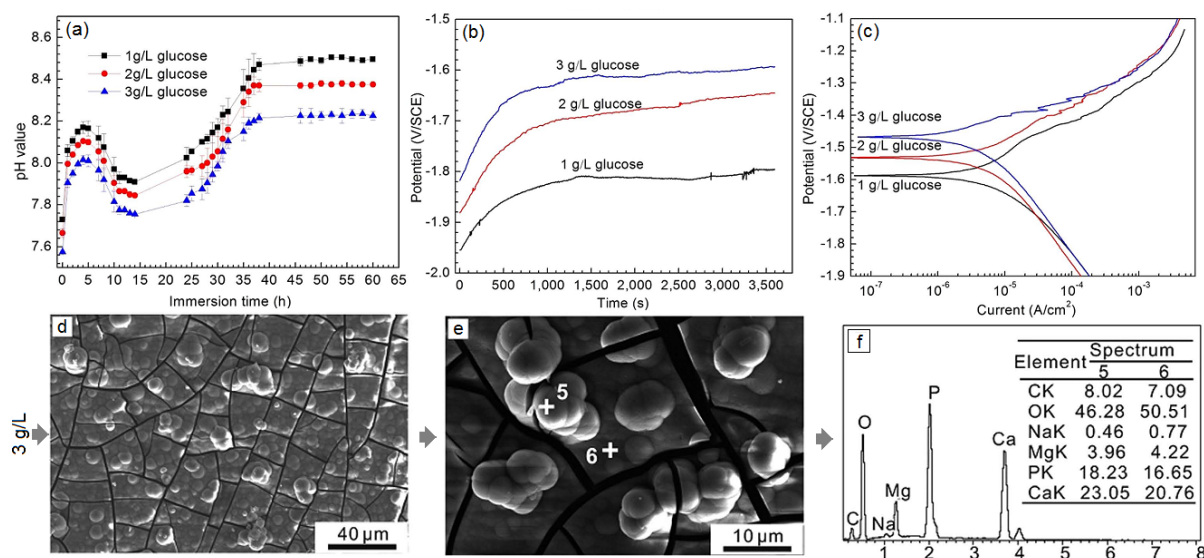 (a)
8.6
8.4
8.2
8.0
7.8
7.6
pH value
1g/L glucose
2g/L glucose
3g/L glucose
0 5 10 15 20 25 30 35 40 45 50 55 60 65
Immersion time (h)
(b)
-1.5
-1.6
-1.7
-1.8
-1.9
-2.0
Potential (V/SCE)
3 g/L glucose
2 g/L glucose
1 g/L glucose
0 500 1,000 1,500 2,000 2,500 3,000 3,500
Time (s)
(c)
-1.1
-1.2
-1.3
-1.4
-1.5
-1.6
-1.7
-1.8
-1.9
Potential (V/SCE)
3 g/L glucose
2 g/L glucose
1 g/L glucose
10-7 10-6 10-5 10-4 10-3
Current (A/cm2)
3 g/L
d
40 µm
e
5
6
10 µm
f
C O Na Mg P Ca
1 2 3 4 5 6 7
Element Spectrum
5 6
CK 8.02 7.09
OK 46.28 50.51
NaK 0.46 0.77
MgK 3.96 4.22
PK 18.23 16.65
CaK 23.05 20.76